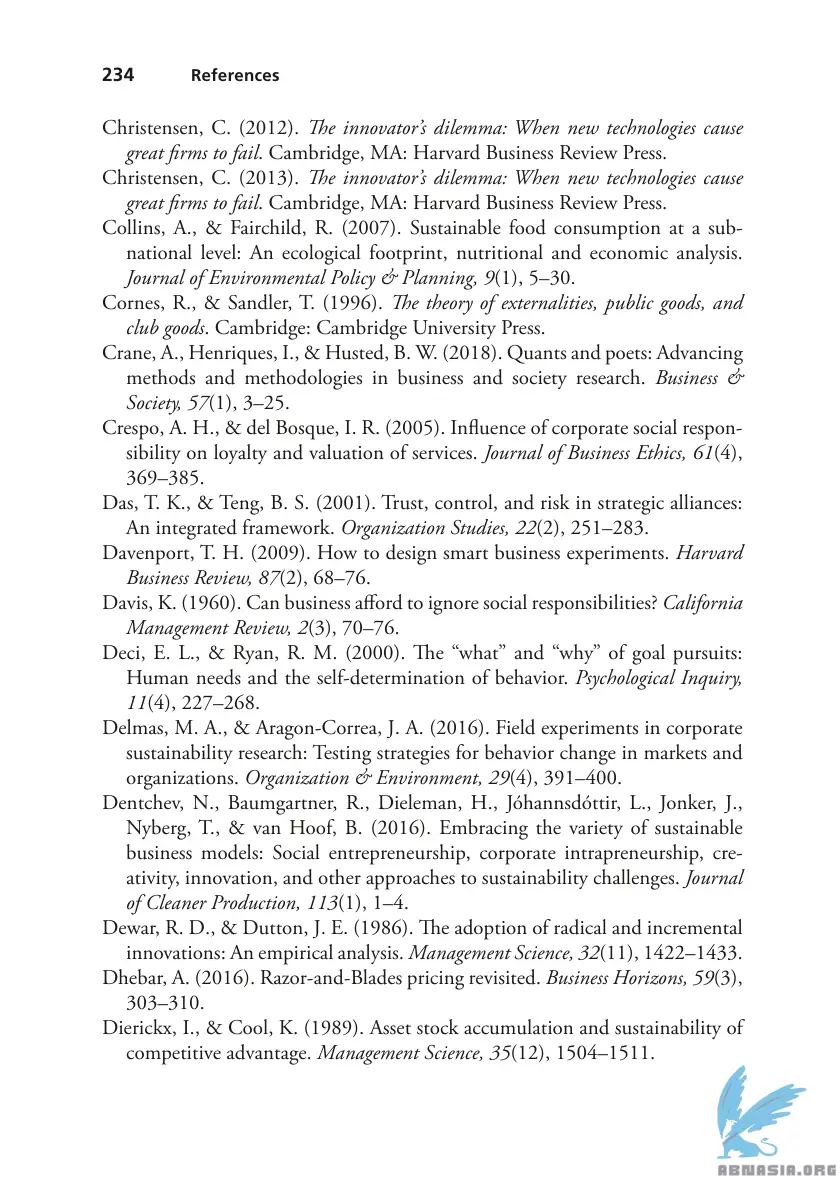 234 References
Christensen, C. (2012). The innovator’s dilemma: When new technologies cause
great firms to fail. Cambridge, MA: Harvard Business Review Press.
Christensen, C. (2013). The innovator’s dilemma: When new technologies cause
great firms to fail. Cambridge, MA: Harvard Business Review Press.
Collins, A., & Fairchild, R. (2007). Sustainable food consumption at a sub-
national level: An ecological footprint, nutritional and economic analysis.
Journal of Environmental Policy & Planning, 9(1), 5–30.
Cornes, R., & Sandler, T. (1996). The theory of externalities, public goods, and
club goods. Cambridge: Cambridge University Press.
Crane, A., Henriques, I., & Husted, B. W. (2018). Quants and poets: Advancing
methods and methodologies in business and society research. Business &
Society, 57(1), 3–25.
Crespo, A. H., & del Bosque, I. R. (2005). Influence of corporate social respon-
sibility on loyalty and valuation of services. Journal of Business Ethics, 61(4),
369–385.
Das, T. K., & Teng, B. S. (2001). Trust, control, and risk in strategic alliances:
An integrated framework. Organization Studies, 22(2), 251–283.
Davenport, T. H. (2009). How to design smart business experiments. Harvard
Business Review, 87(2), 68–76.
Davis, K. (1960). Can business afford to ignore social responsibilities? California
Management Review, 2(3), 70–76.
Deci, E. L., & Ryan, R. M. (2000). The “what” and “why” of goal pursuits:
Human needs and the self-determination of behavior. Psychological Inquiry,
11(4), 227–268.
Delmas, M. A., & Aragon-Correa, J. A. (2016). Field experiments in corporate
sustainability research: Testing strategies for behavior change in markets and
organizations. Organization & Environment, 29(4), 391–400.
Dentchev, N., Baumgartner, R., Dieleman, H., Jóhannsdóttir, L., Jonker, J.,
Nyberg, T., & van Hoof, B. (2016). Embracing the variety of sustainable
business models: Social entrepreneurship, corporate intrapreneurship, cre-
ativity, innovation, and other approaches to sustainability challenges. Journal
of Cleaner Production, 113(1), 1–4.
Dewar, R. D., & Dutton, J. E. (1986). The adoption of radical and incremental
innovations: An empirical analysis. Management Science, 32(11), 1422–1433.
Dhebar, A. (2016). Razor-and-Blades pricing revisited. Business Horizons, 59(3),
303–310.
Dierickx, I., & Cool, K. (1989). Asset stock accumulation and sustainability of
competitive advantage. Management Science, 35(12), 1504–1511.
ABNASIA.ORG